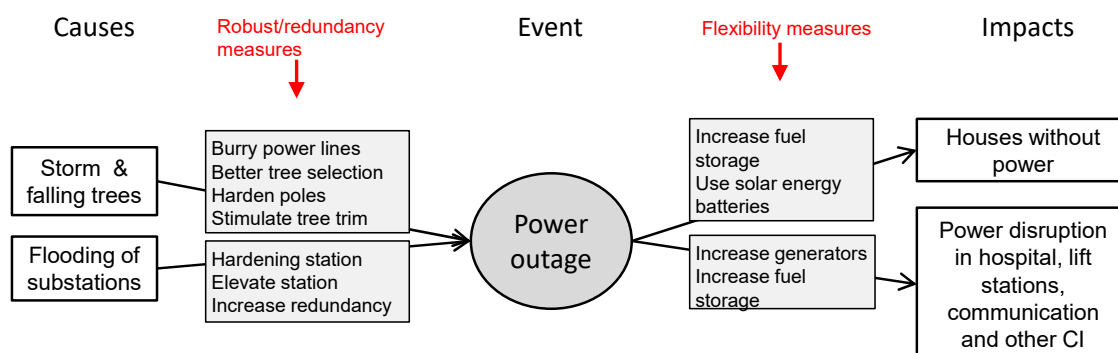 Causes
Robust/redundancy
measures
Event
Flexibility measures
Impacts
Storm & 
falling trees
Burry power lines
Better tree selection
Harden poles
Stimulate tree trim
Flooding of
substations
Hardening station
Elevate station
Increase redundancy
Power
outage
Increase fuel
storage
Use solar energy
batteries
Increase generators
Increase fuel
storage
Houses without
power
Power disruption
in hospital, lift
stations,
communication
and other CI